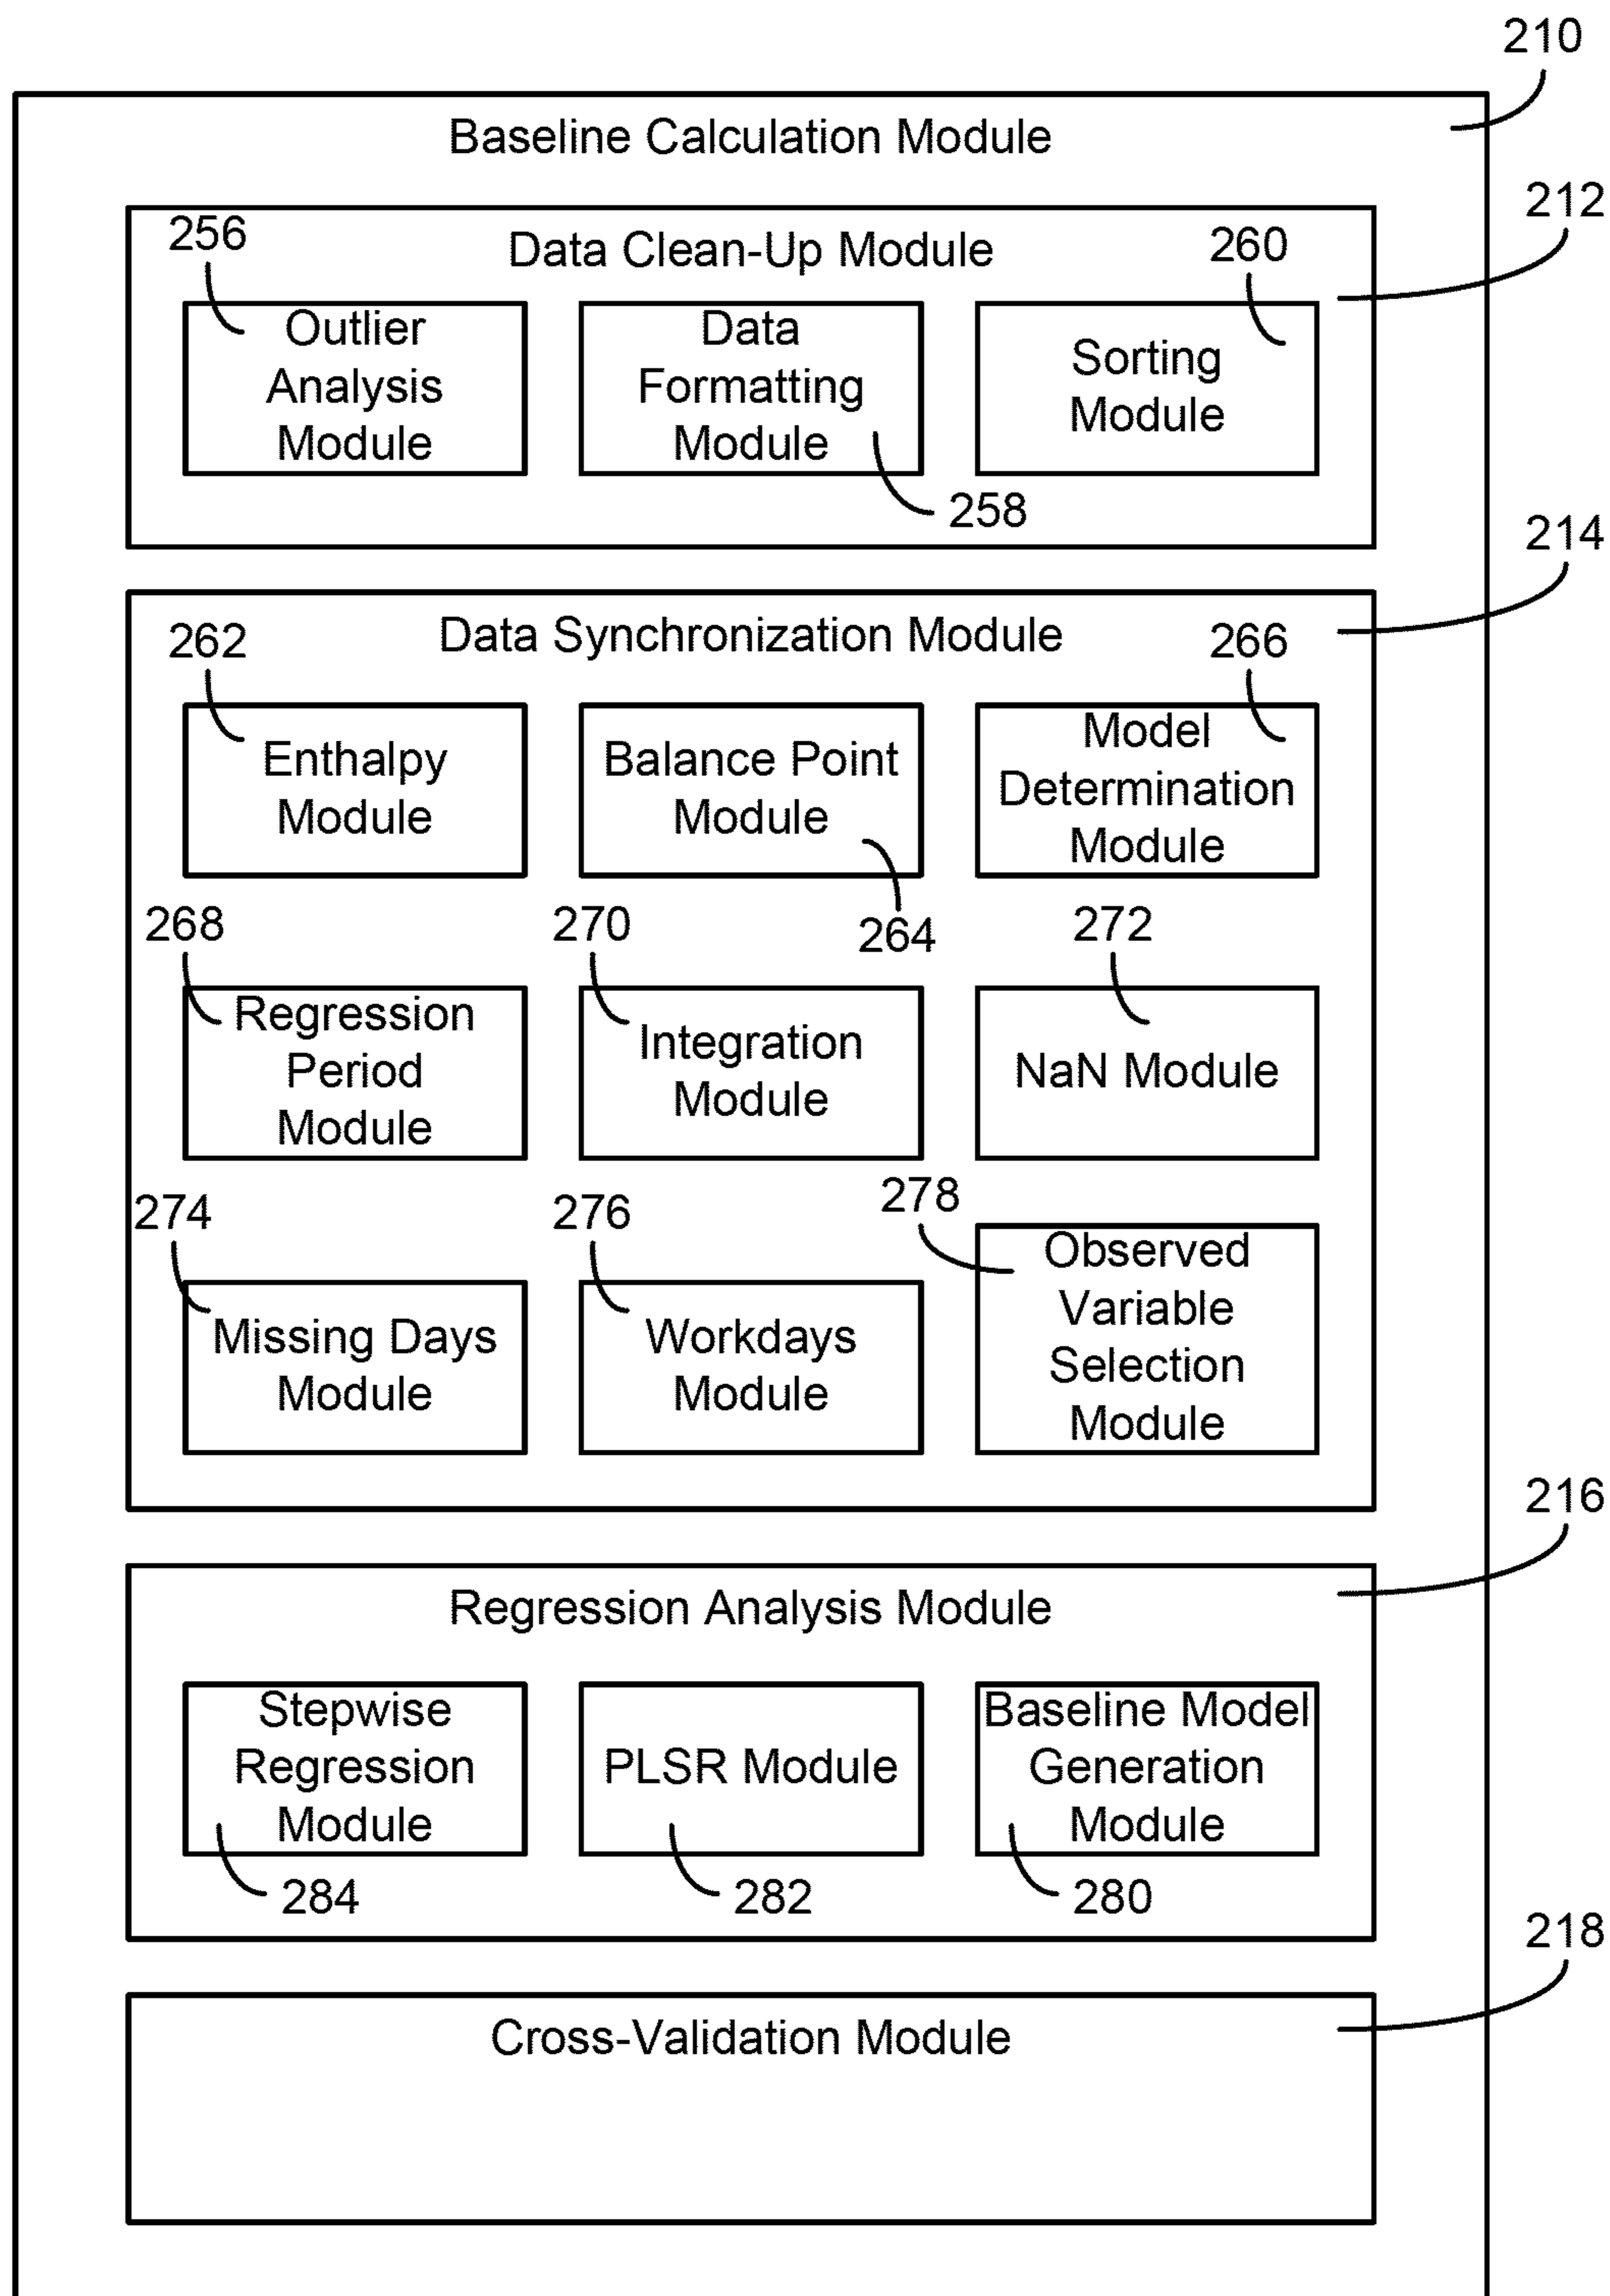 210
Baseline Calculation Module
212
256
Data Clean-Up Module
260
Outlier
Analysis
Module
Data
Formatting
Module
Sorting
Module
258
214
262
Data Synchronization Module
266
Enthalpy
Module
Balance Point
Module
Model
Determination
Module
264
268
270
272
Regression
Period
Module
Integration
Module
NaN Module
274
276
278
Missing Days
Module
Workdays
Module
Observed
Variable
Selection
Module
216
Regression Analysis Module
Stepwise
Regression
Module
PLSR Module
Baseline Model
Generation
Module
284
282
280
218
Cross-Validation Module